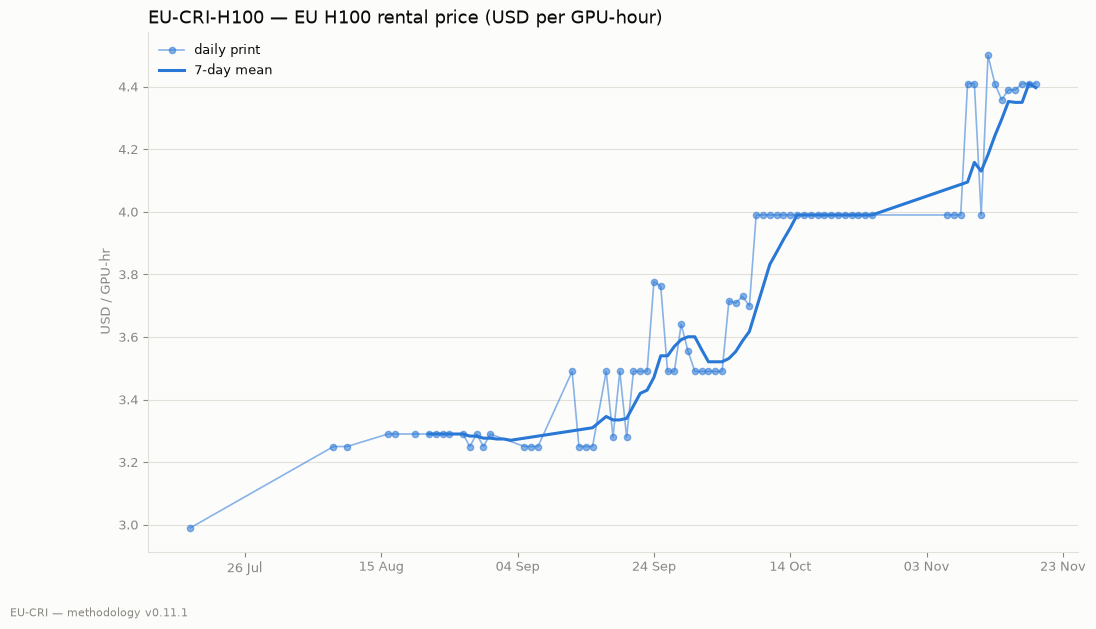 EU-CRI-H100 — EU H100 rental price (USD per GPU-hour)
daily print
7-day mean
4.4
4.2
4.0
3.8
3.6
3.4
3.2
3.0
USD / GPU-hr
26 Jul
15 Aug
04 Sep
24 Sep
14 Oct
03 Nov
23 Nov
EU-CRI — methodology v0.11.1